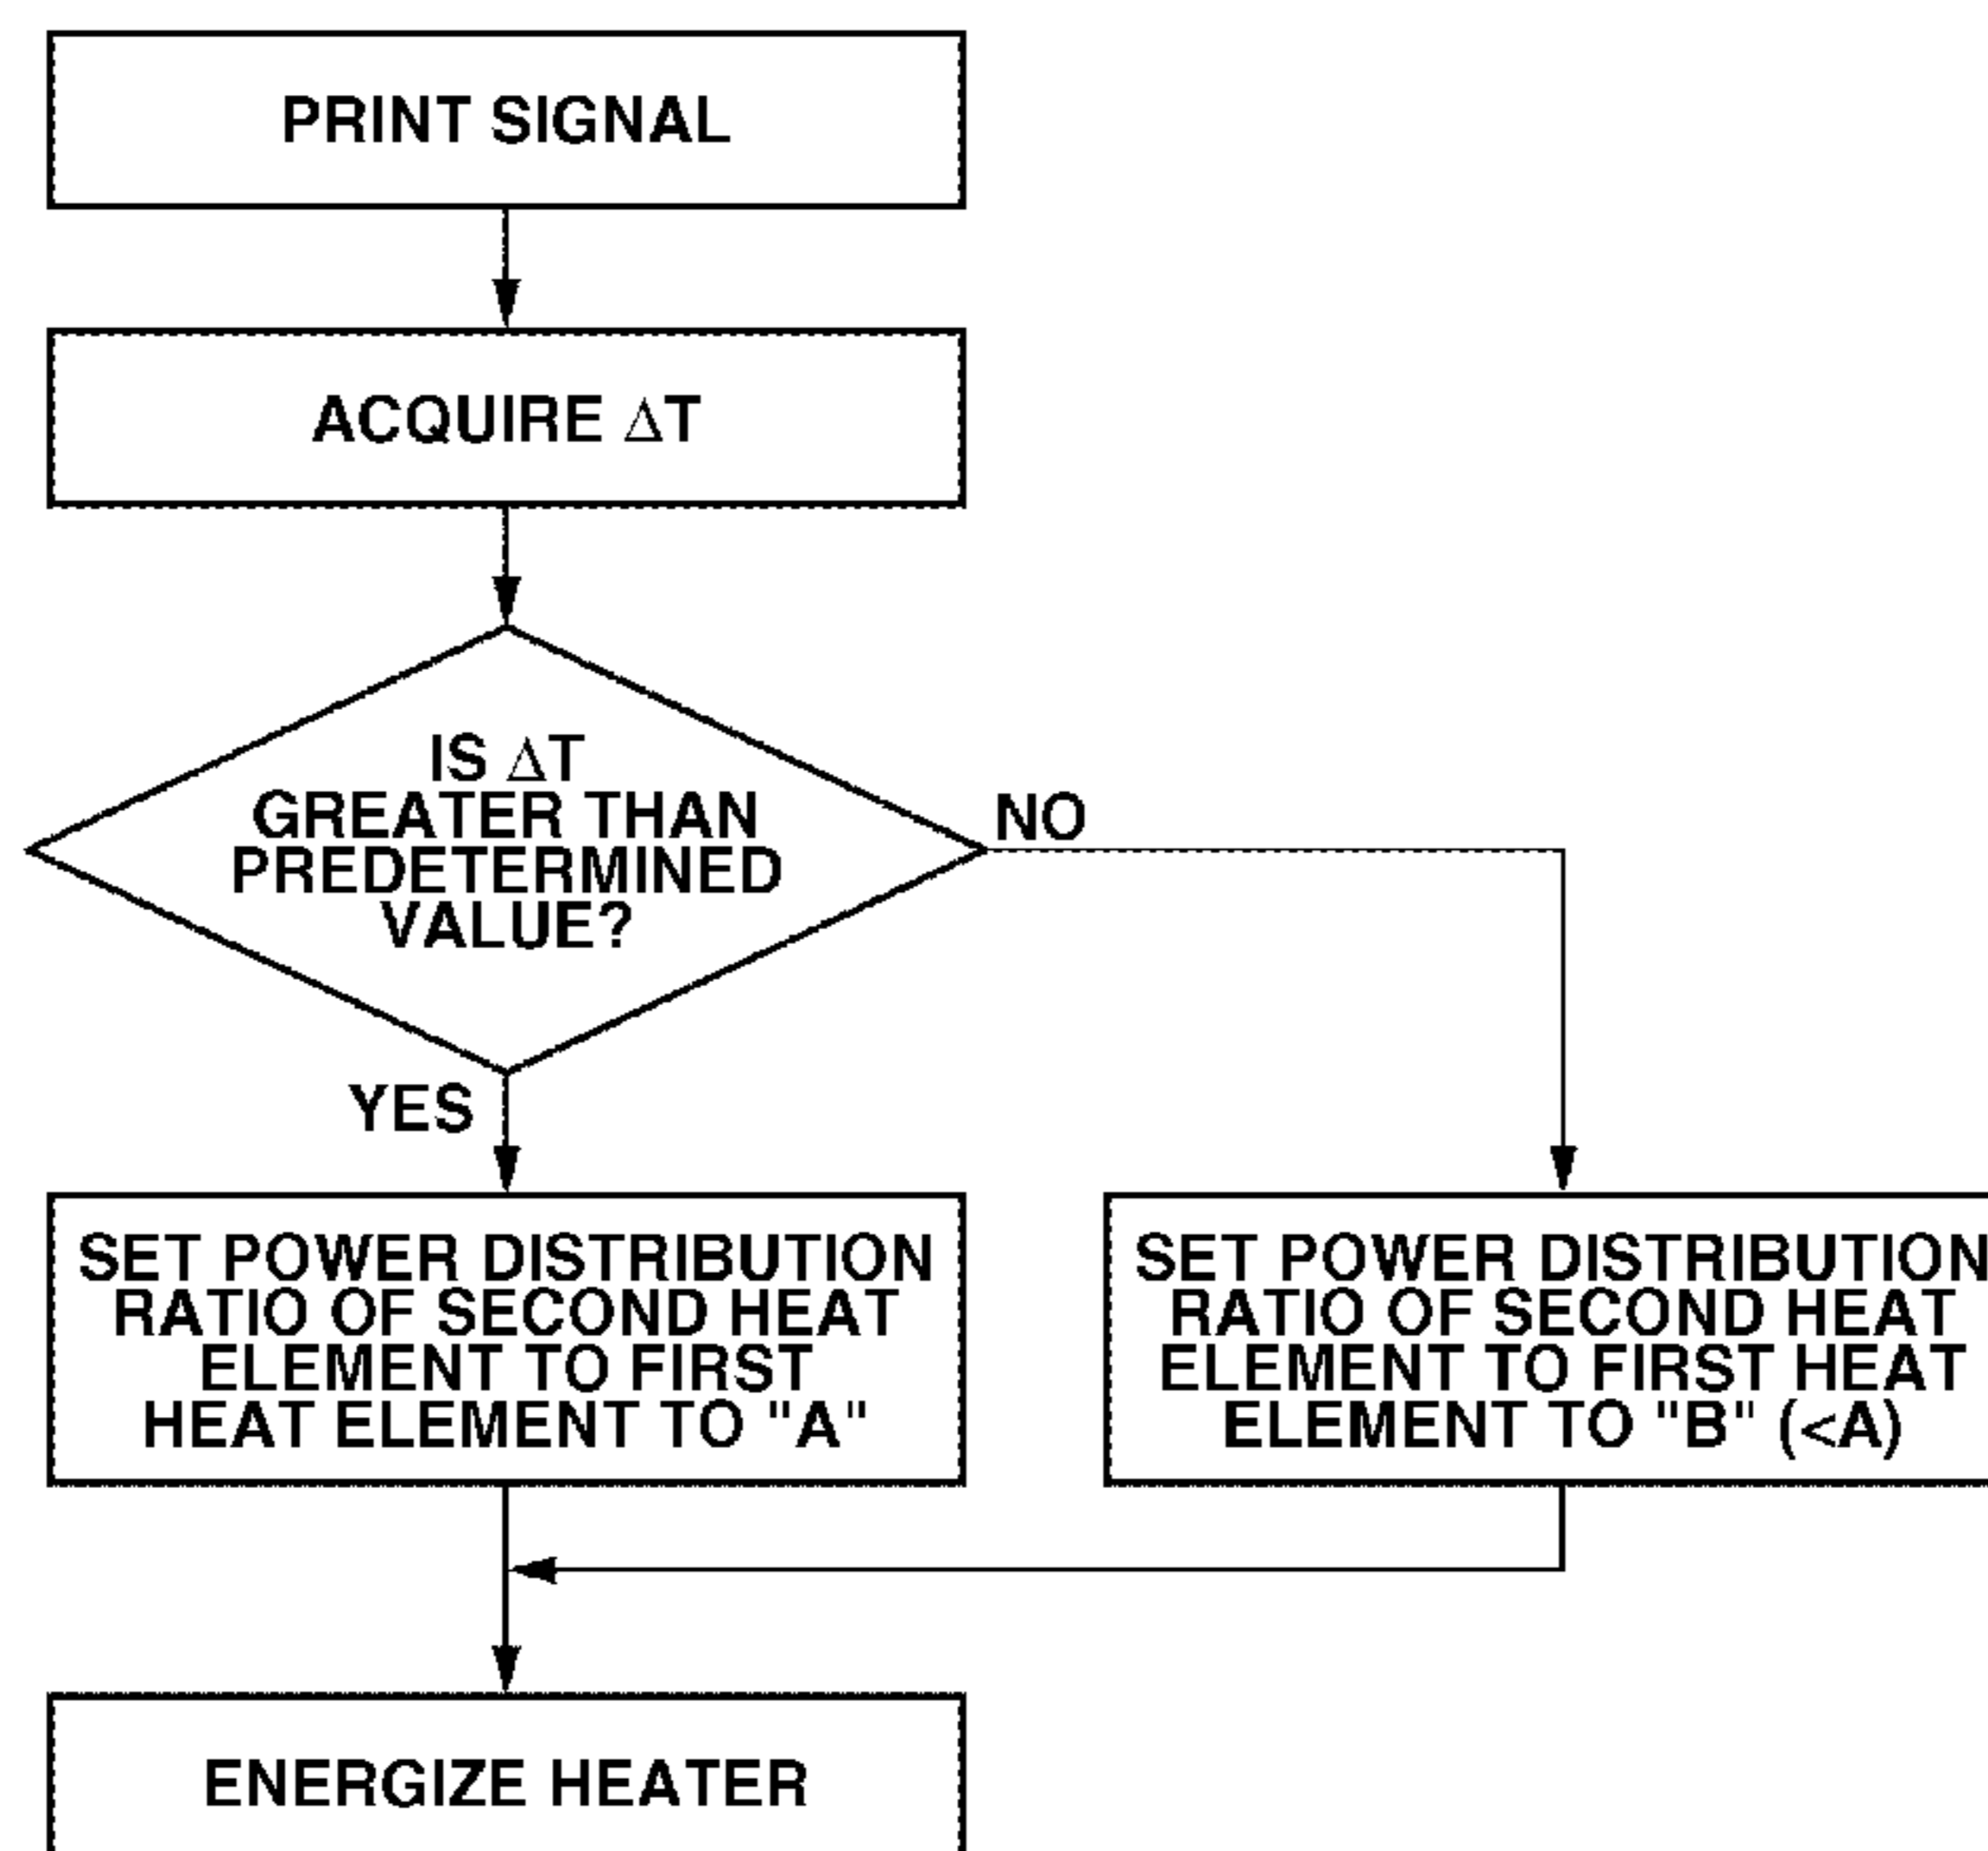 PRINT SIGNAL
ACQUIRE ΔT
IS ΔT
GREATER THAN
PREDETERMINED
VALUE?
NO
YES
SET POWER DISTRIBUTION
RATIO OF SECOND HEAT
ELEMENT TO FIRST
HEAT ELEMENT TO "A"
SET POWER DISTRIBUTION
RATIO OF SECOND HEAT
ELEMENT TO FIRST HEAT
ELEMENT TO "B" (<A)
ENERGIZE HEATER